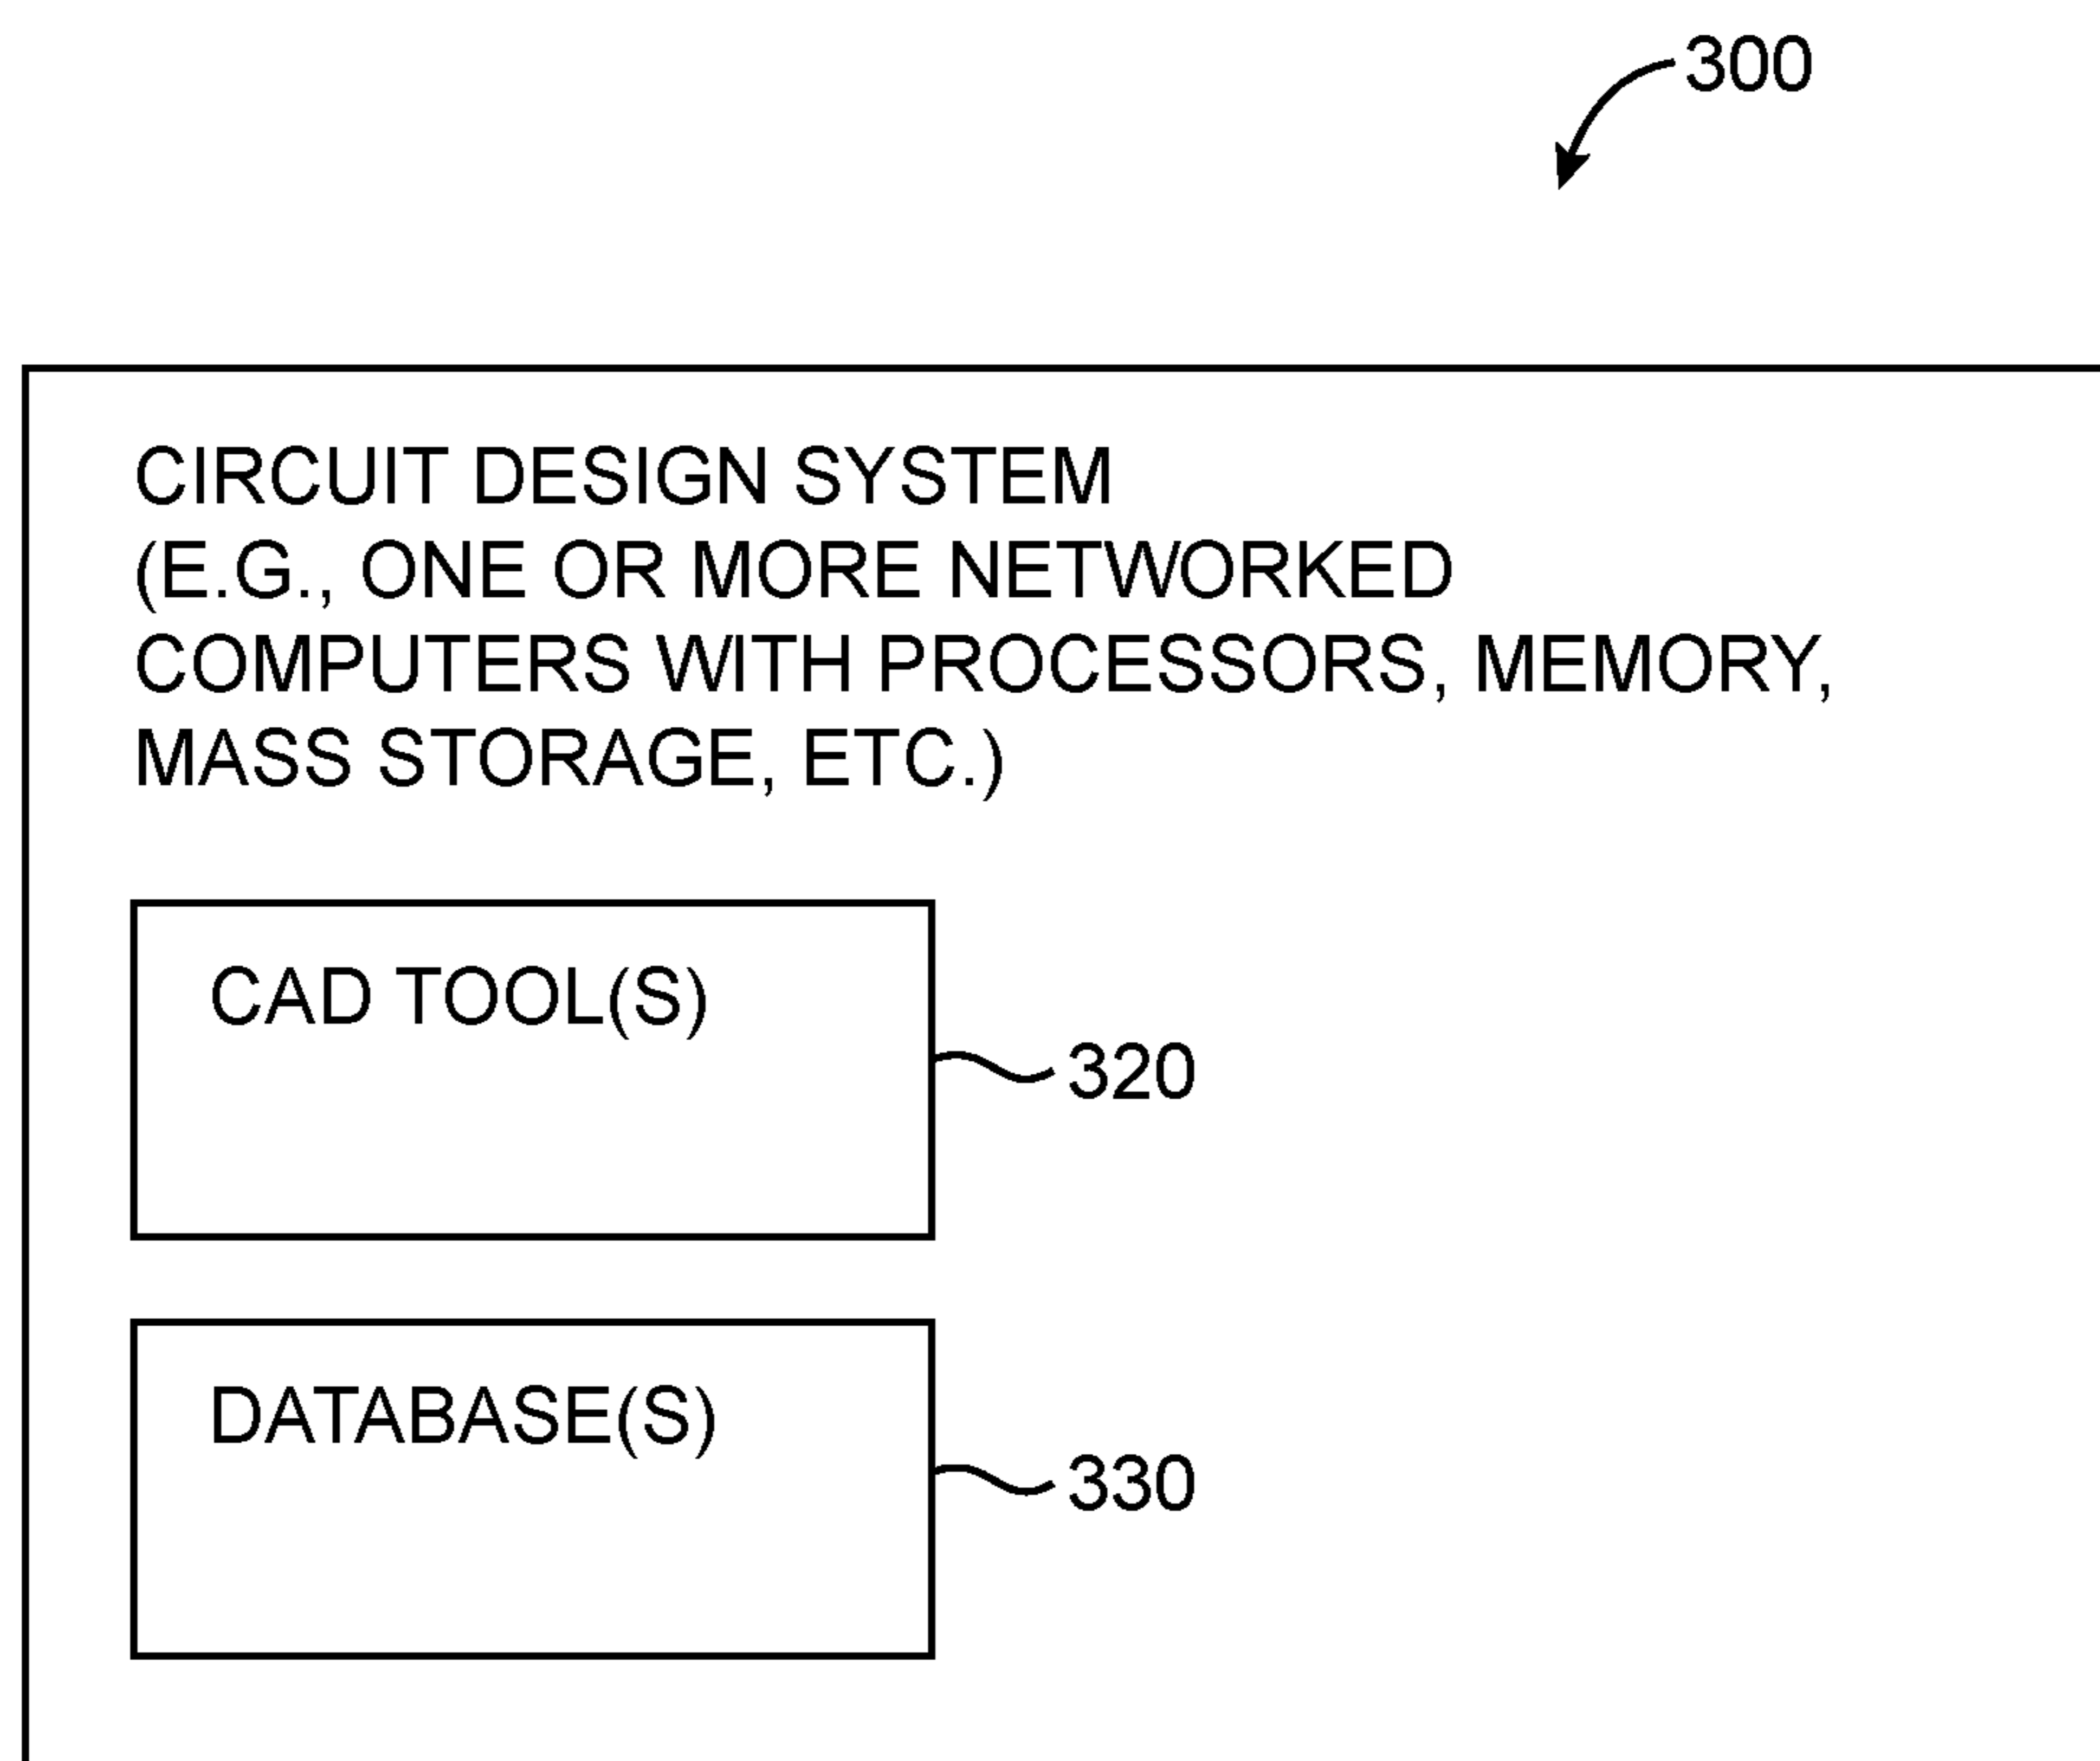 300
CIRCUIT DESIGN SYSTEM
(E.G., ONE OR MORE NETWORKED
COMPUTERS WITH PROCESSORS, MEMORY,
MASS STORAGE, ETC.)
CAD TOOL(S)
320
DATABASE(S)
330